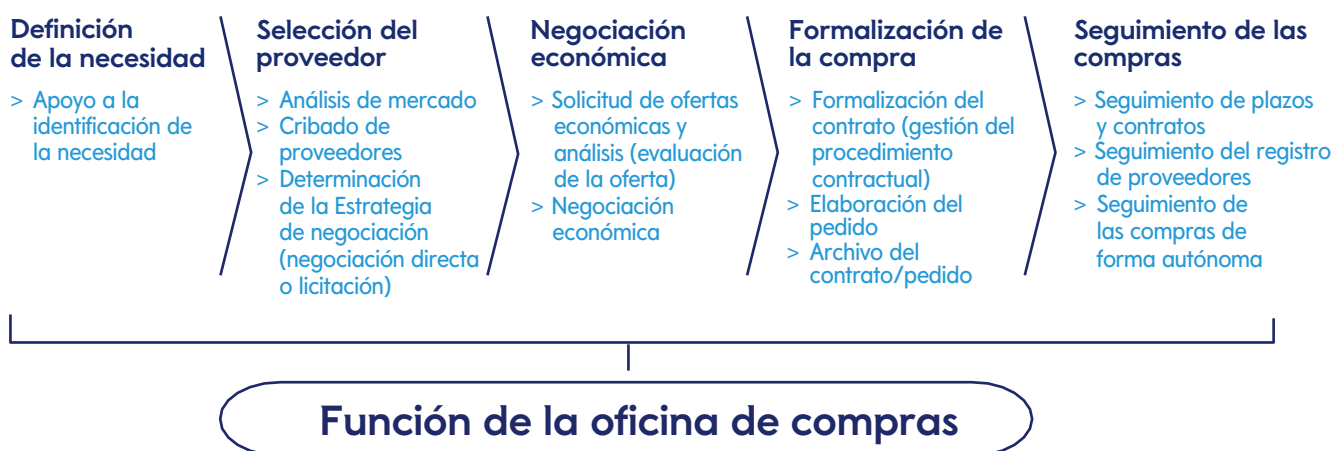 Definición
de la necesidad
> Apoyo a la
identificación de
la necesidad
Selección del
proveedor
> Análisis de mercado
> Cribado de
proveedores
> Determinación
de la Estrategia
de negociación
(negociación directa
o licitación)
Negociación
económica
> Solicitud de ofertas
económicas y
análisis (evaluación
de la oferta)
> Negociación
económica
Formalización de
la compra
> Formalización del
contrato (gestión del
procedimiento
contractual)
> Elaboración del
pedido
> Archivo del
contrato/pedido
Seguimiento de las
compras
> Seguimiento de plazos
y contratos
> Seguimiento del registro
de proveedores
> Seguimiento de
las compras de
forma autónoma
Función de la oficina de compras